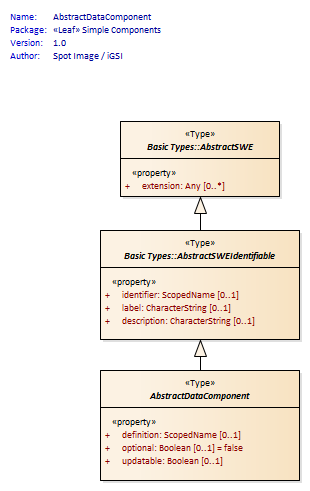 Name: AbstractDataComponent
Package: «Leaf» Simple Components
Version: 1.0
Author: Spot Image / iGSI
«Type»
Basic Types::AbstractSWE
«property»
+ extension: Any [0..*]
«Type»
Basic Types::AbstractSWEIdentifiable
«property»
+ identifier: ScopedName [0..1]
+ label: CharacterString [0..1]
+ description: CharacterString [0..1]
«Type»
AbstractDataComponent
«property»
+ definition: ScopedName [0..1]
+ optional: Boolean [0..1] = false
+ updatable: Boolean [0..1]